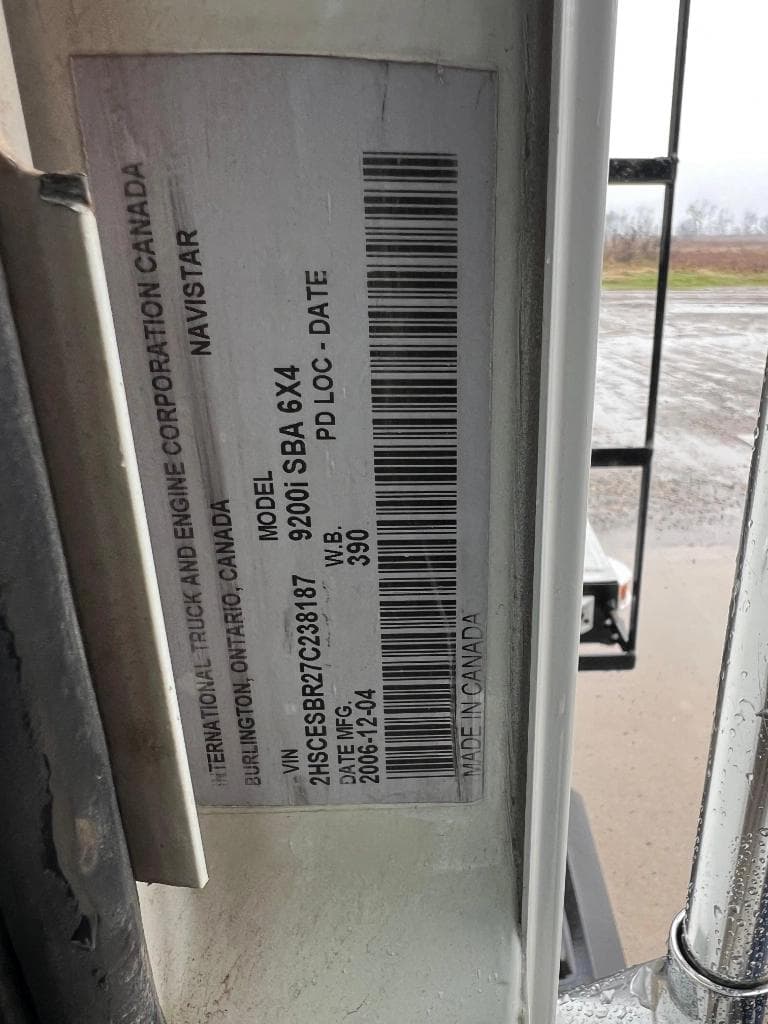 INTERNATIONAL TRUCK AND ENGINE CORPORATION CANADA
BURLINGTON, ONTARIO, CANADA NAVISTAR
VIN MODEL
2HSCESBR27C238187 9200i SBA 6X4
DATE MFG. W.B. PD LOC - DATE
2006-12-04 390
MADE IN CANADA